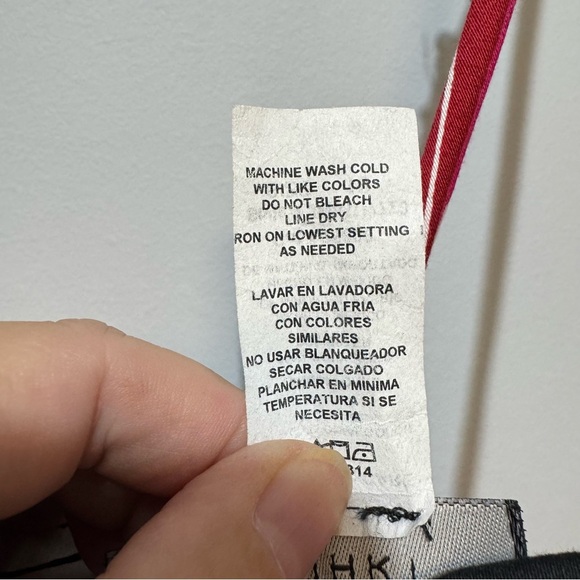 MACHINE WASH COLD
WITH LIKE COLORS
DO NOT BLEACH
LINE DRY
RON ON LOWEST SETTING
AS NEEDED
LAVAR EN LAVADORA
CON AGUA FRIA
CON COLORES
SIMILARES
NO USAR BLANQUEADOR
SECAR COLGADO
PLANCHAR EN MINIMA
TEMPERATURA SI SE
NECESITA
314
HKI